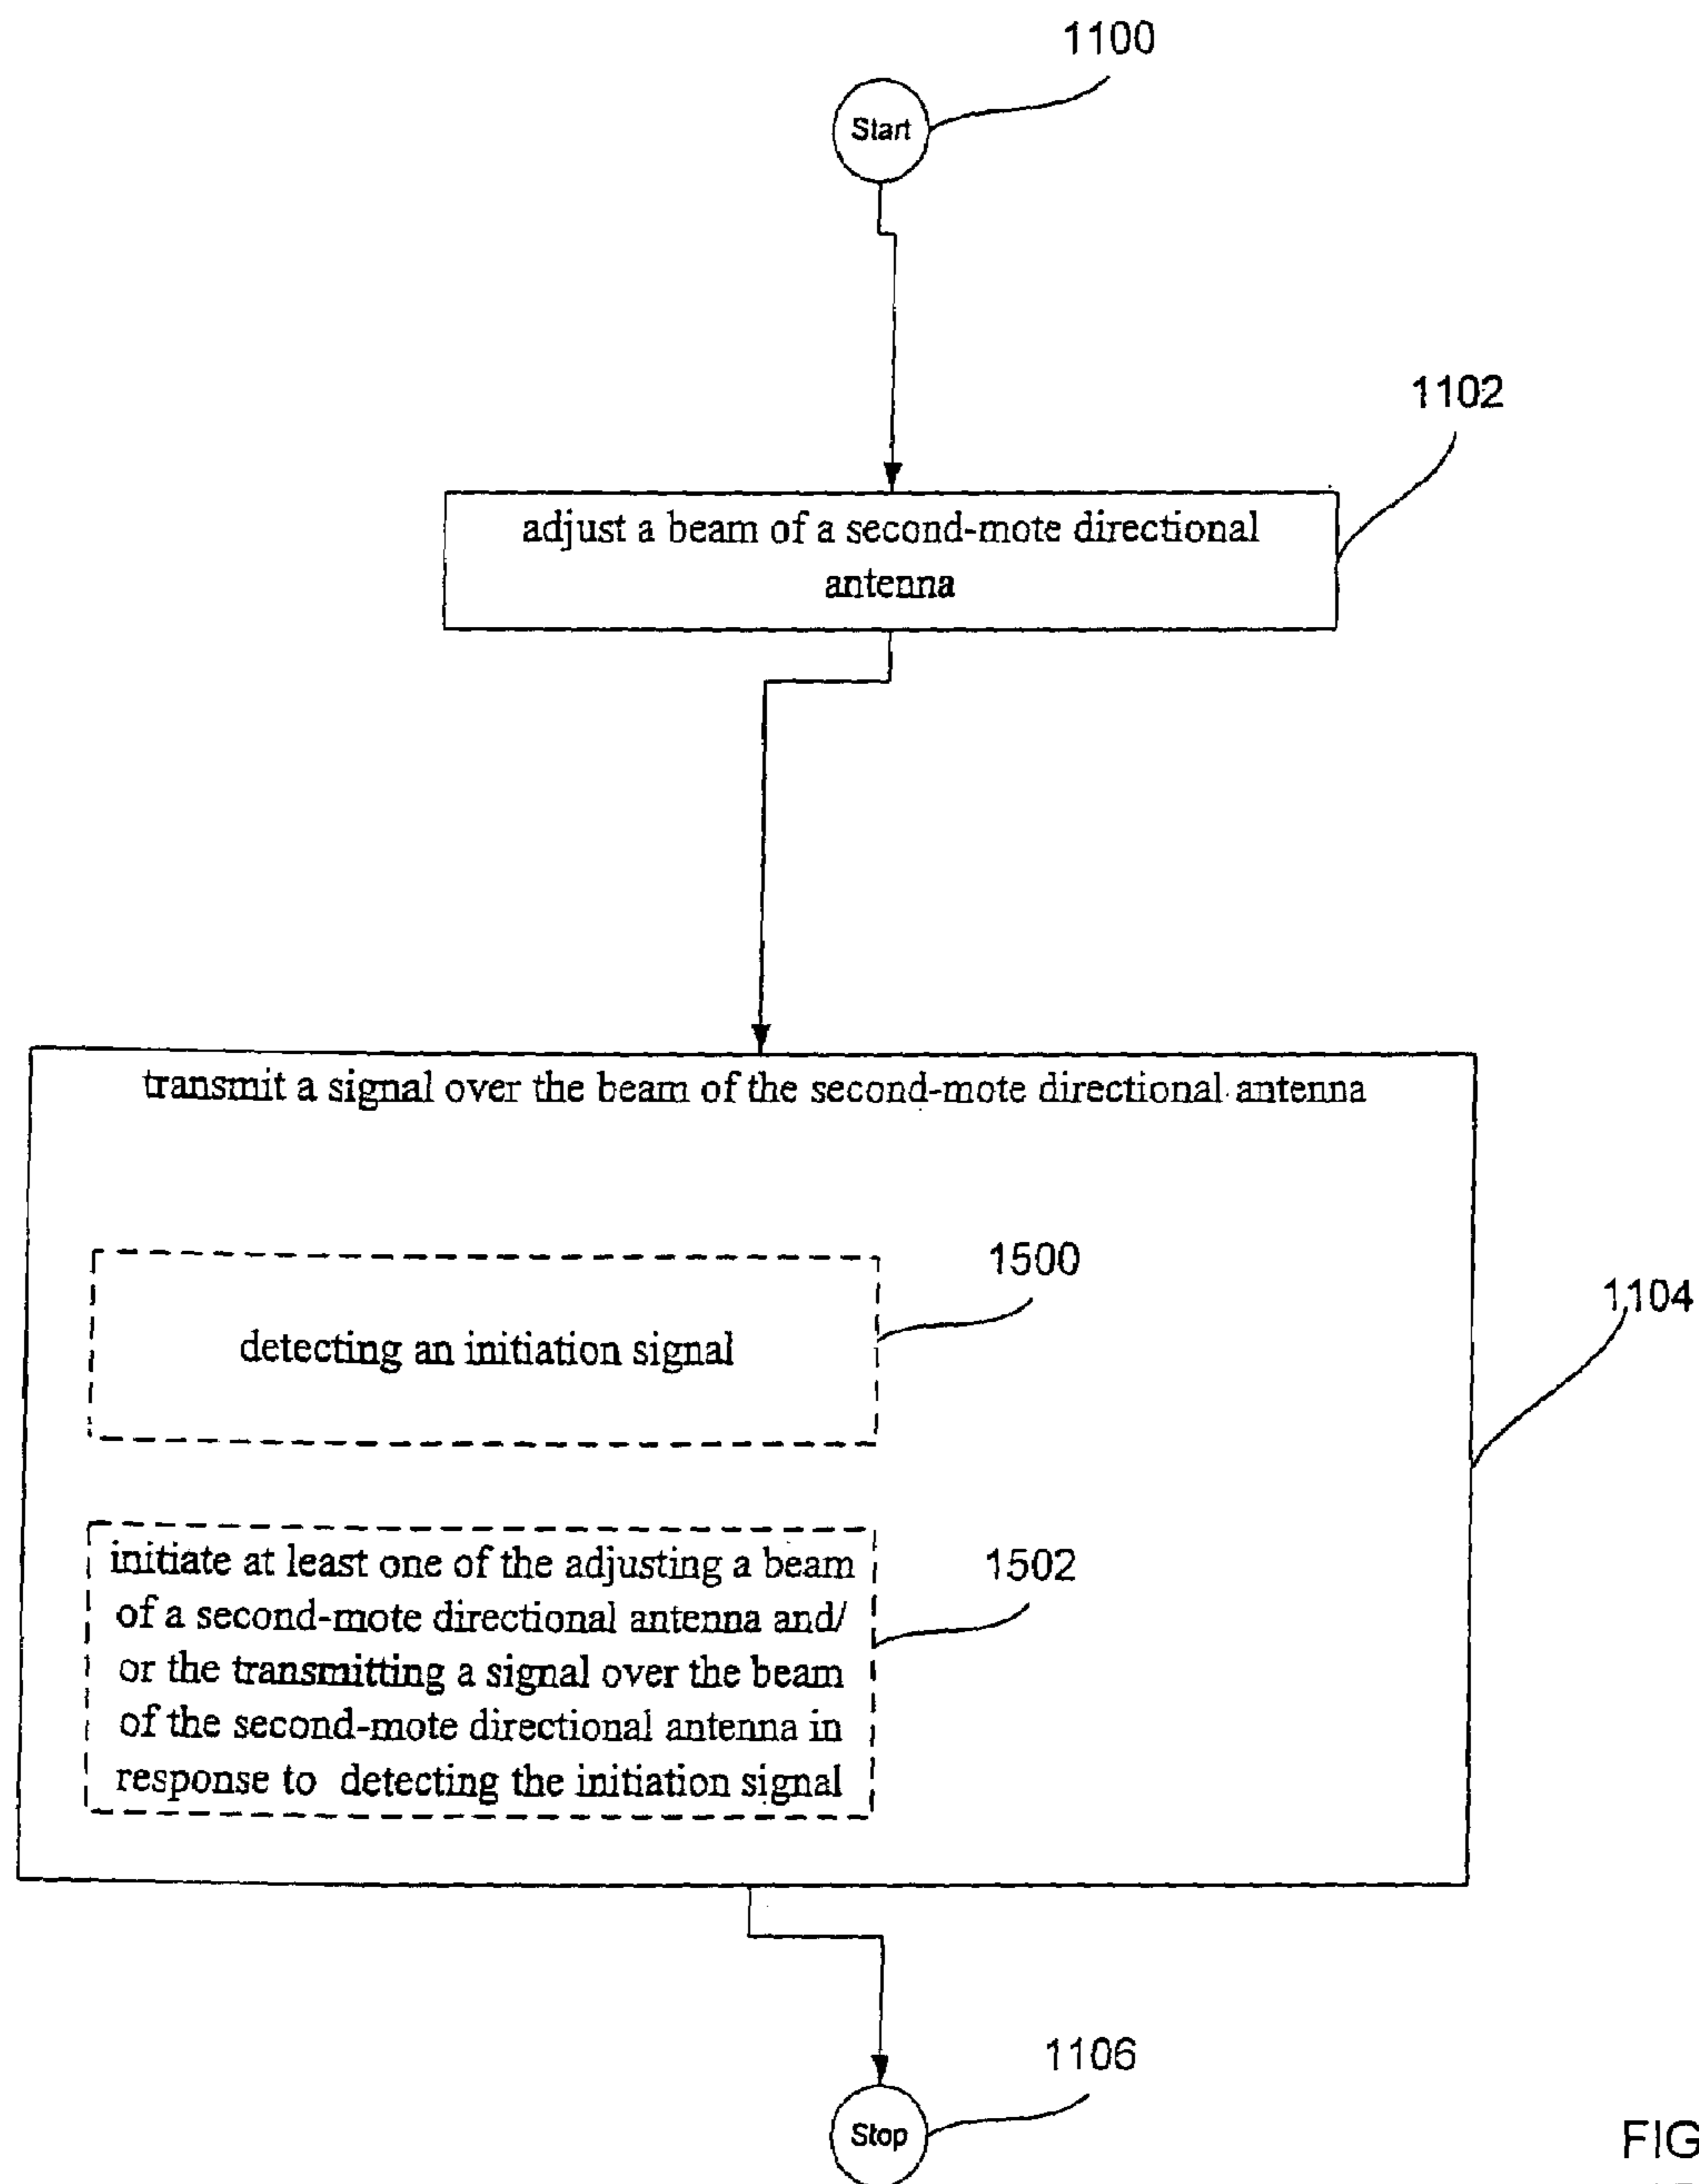 1100
Start
1102
adjust a beam of a second-mote directional
antenna
transmit a signal over the beam of the second-mote directional antenna
1500
1104
detecting an initiation signal
initiate at least one of the adjusting a beam
1502
of a second-mote directional antenna and/
or the transmitting a signal over the beam
of the second-mote directional antenna in
response to detecting the initiation signal
1106
Stop
FIG